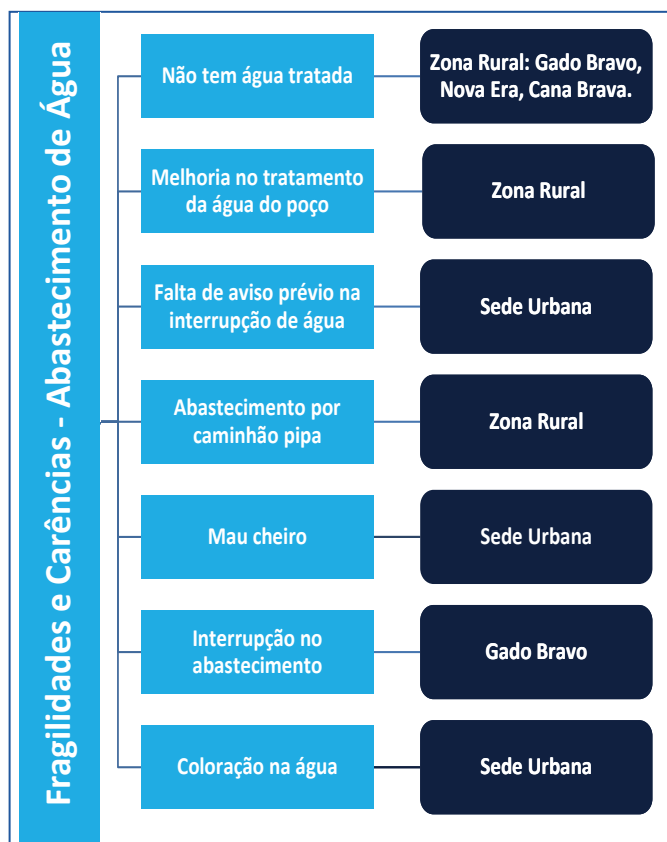 Fragilidades e Carências - Abastecimento de Água
Não tem água tratada
Zona Rural: Gado Bravo,
Nova Era, Cana Brava.
Melhoria no tratamento
da água do poço
Zona Rural
Falta de aviso prévio na
interrupção de água
Sede Urbana
Abastecimento por
caminhão pipa
Zona Rural
Mau cheiro
Sede Urbana
Interrupção no
abastecimento
Gado Bravo
Coloração na água
Sede Urbana